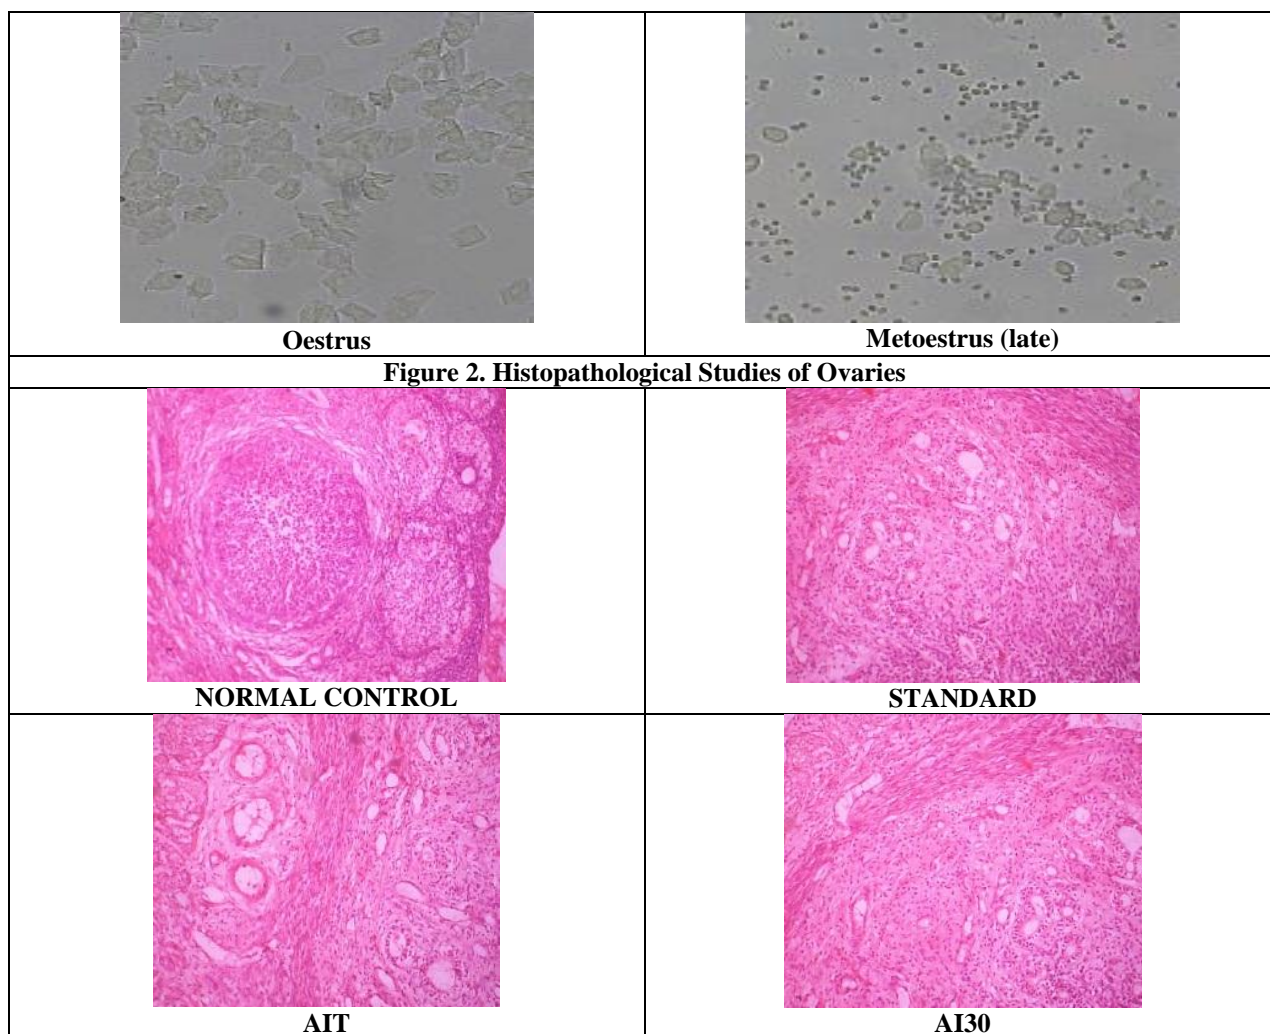 Oestrus
Metoestrus (late)
Figure 2. Histopathological Studies of Ovaries
NORMAL CONTROL
STANDARD
AIT
AI30